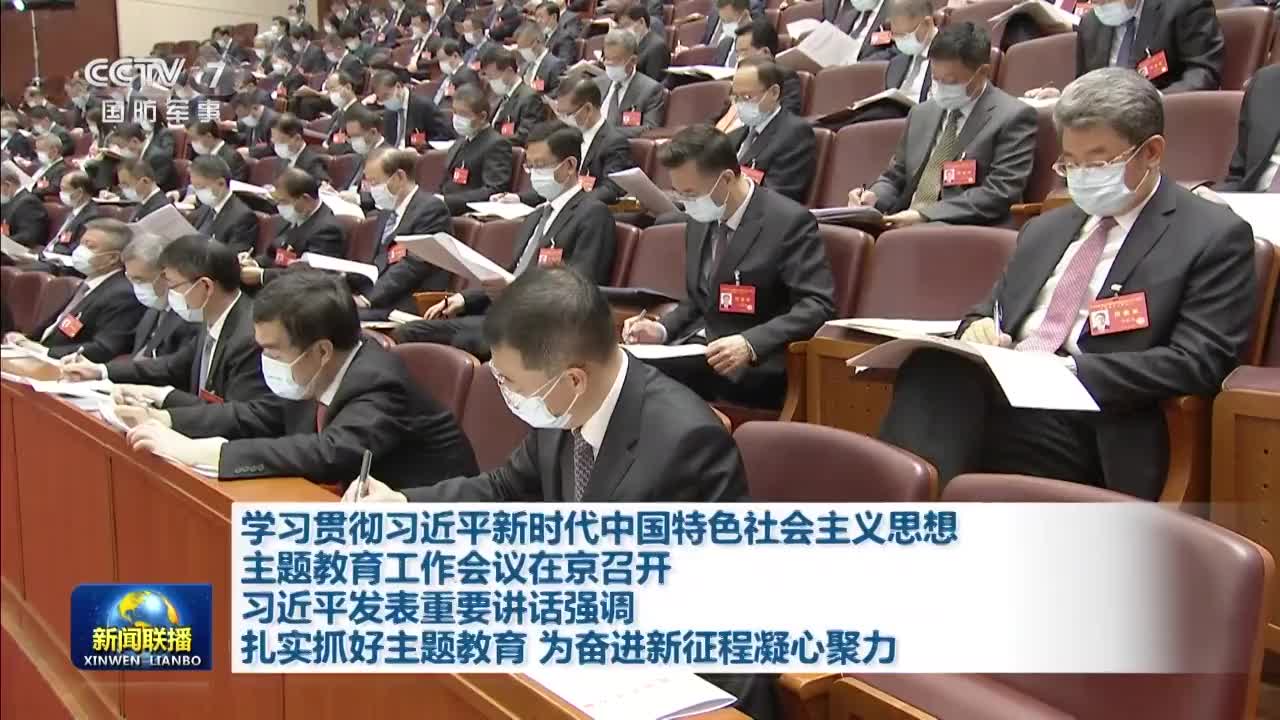 CCTV 7
国防军事
学习贯彻习近平新时代中国特色社会主义思想
主题教育工作会议在京召开
习近平发表重要讲话强调
扎实抓好主题教育 为奋进新征程凝心聚力
新闻联播
XINWEN LIANBO